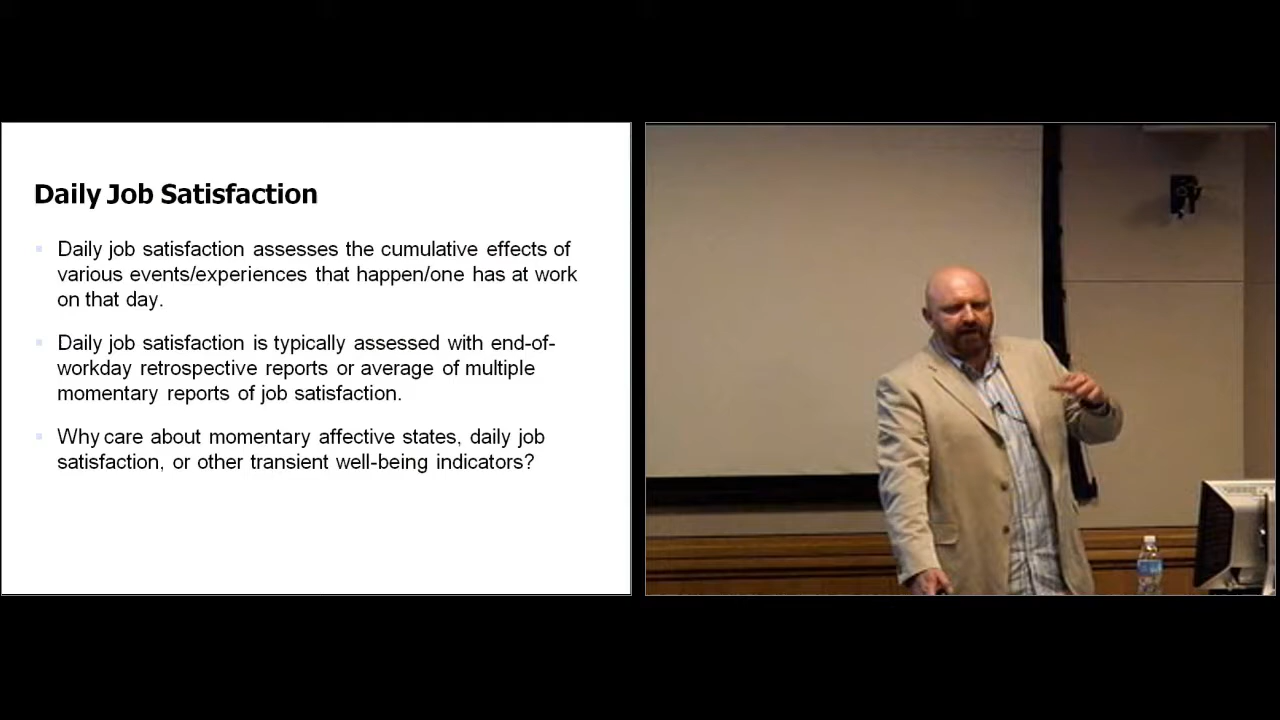 Daily Job Satisfaction
Daily job satisfaction assesses the cumulative effects of
various events/experiences that happen/one has at work
on that day.
Daily job satisfaction is typically assessed with end-of-
workday retrospective reports or average of multiple
momentary reports of job satisfaction.
Why care about momentary affective states, daily job
satisfaction, or other transient well-being indicators?